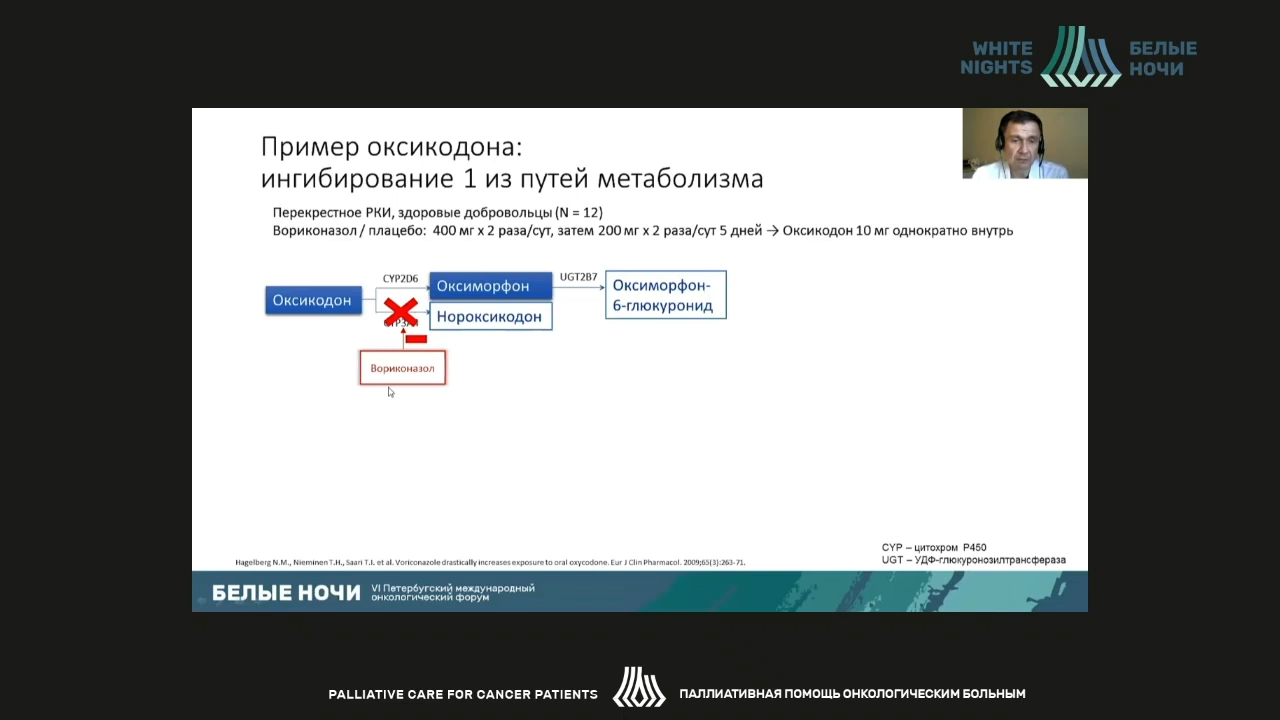 WHITE
NIGHTS
БЕЛЫЕ
НОЧИ
Пример оксикодона:
ингибирование 1 из путей метаболизма
Перекрестное РКИ, здоровые добровольцы (N = 12)
Вориконазол / плацебо: 400 мг х 2 раза/сут, затем 200 мг х 2 раза/сут 5 дней → Оксикодон 10 мг однократно внутрь
CYP2D6
UGT2B7
Оксикодон
Оксиморфон
Оксиморфон-
6-глюкуронид
Нороксикодон
Вориконазол
CYP – цитохром P450
UGT – УДФ-глюкуронозилтрансфераза
Hagelberg N.M., Nieminen T.H., Saari T.I. et al. Voriconazole drastically increases exposure to oral oxycodone. Eur J Clin Pharmacol. 2009;65(3):263-71.
БЕЛЫЕ НОЧИ
VI Петербургский международный
онкологический форум
PALLIATIVE CARE FOR CANCER PATIENTS
ПАЛЛИАТИВНАЯ ПОМОЩЬ ОНКОЛОГИЧЕСКИМ БОЛЬНЫМ